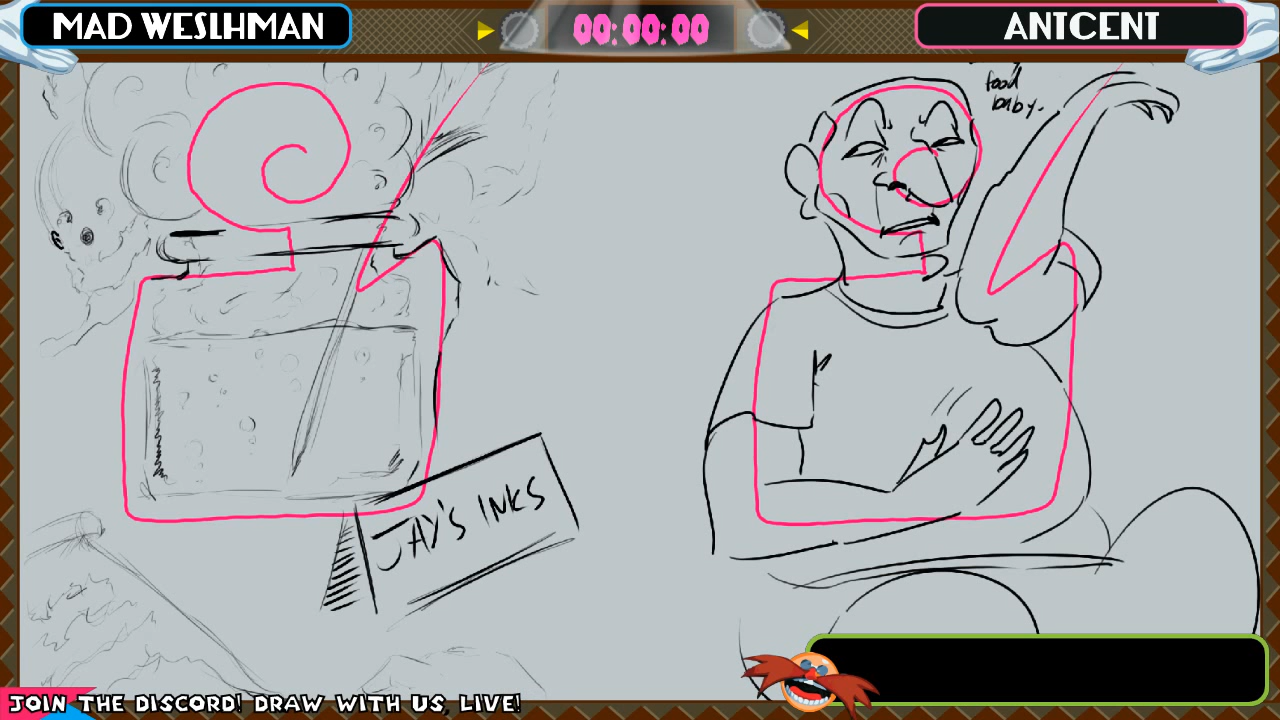 MAD WESLHMAN
00:00:00
ANTCENT
food
baby.
JAY'S INKS
JOIN THE DISCORD! DRAW WITH US, LIVE!